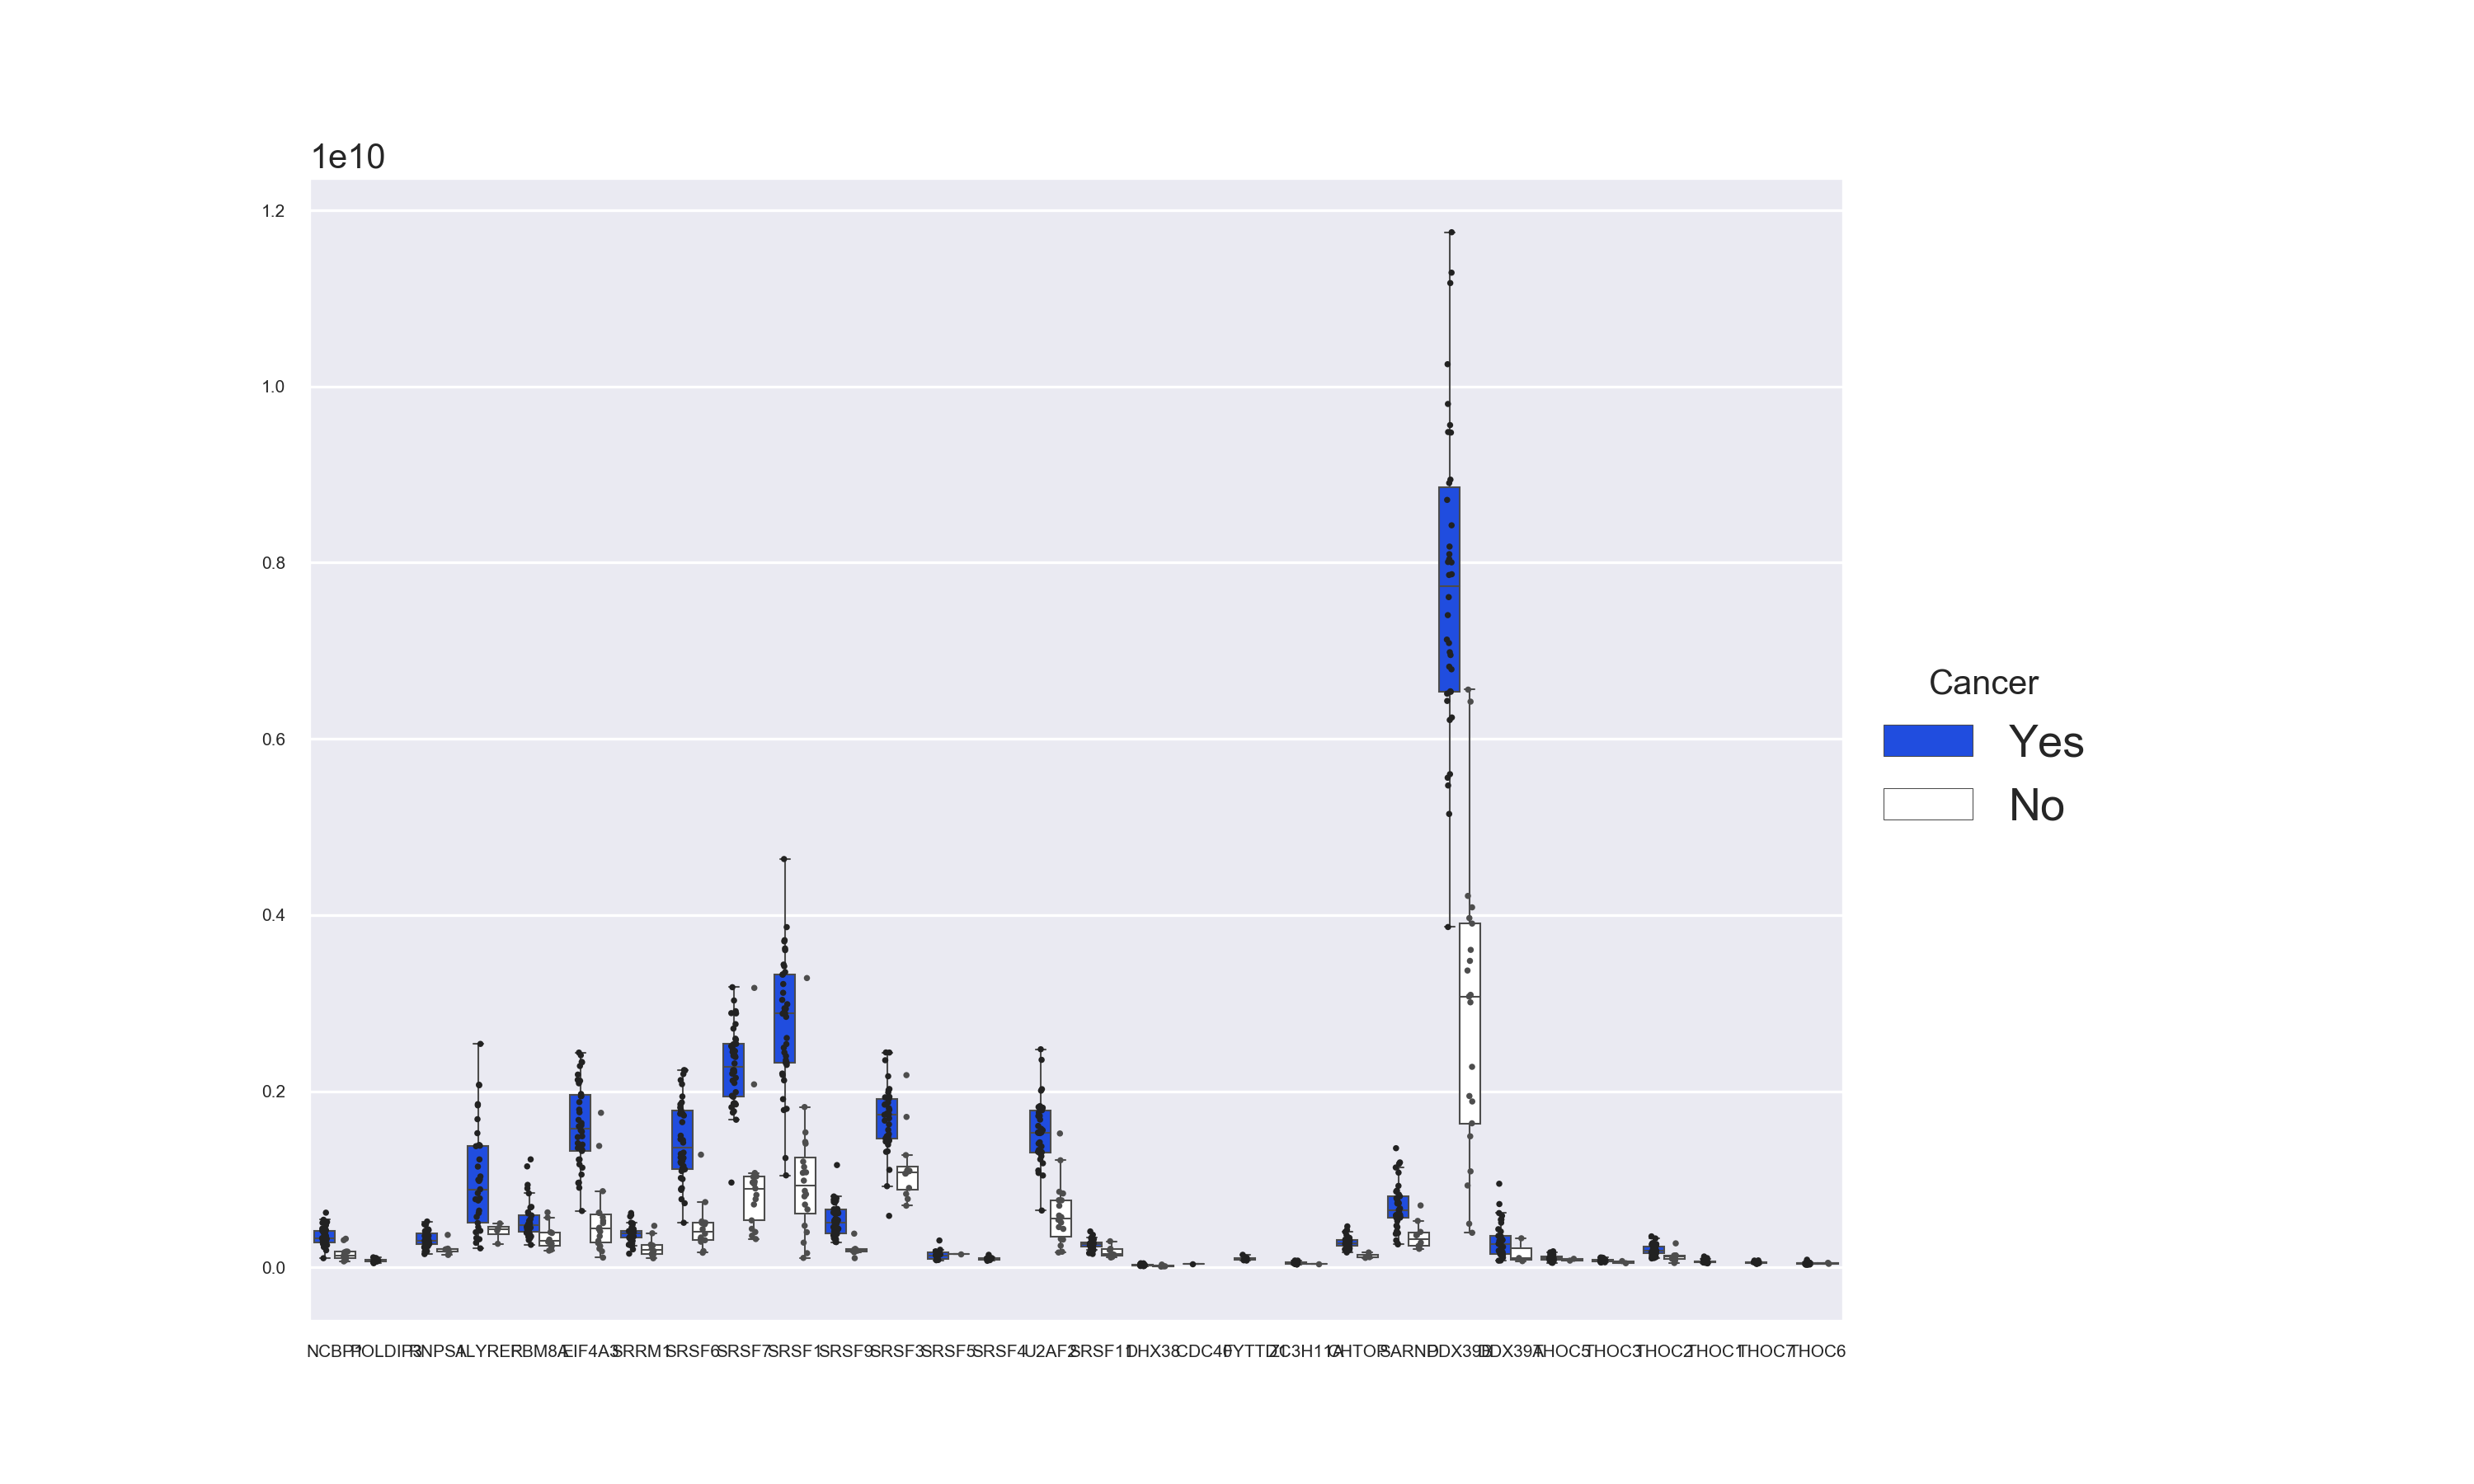 1e10
1.2
1.0
0.8
0.6
0.4
0.2
0.0
NCBP1 POLDIP3 RNPS1 ALYREF RBM8A EIF4A3 SRRM1 SRSF6 SRSF7 SRSF1 SRSF9 SRSF3 SRSF5 SRSF4 U2AF2 SRSF11 DHX38 CDC40 FYTTD1 ZC3H11A CHTOP SARNP DDX39B DDX39A THOC5 THOC3 THOC2 THOC1 THOC7 THOC6
Cancer
Yes
No